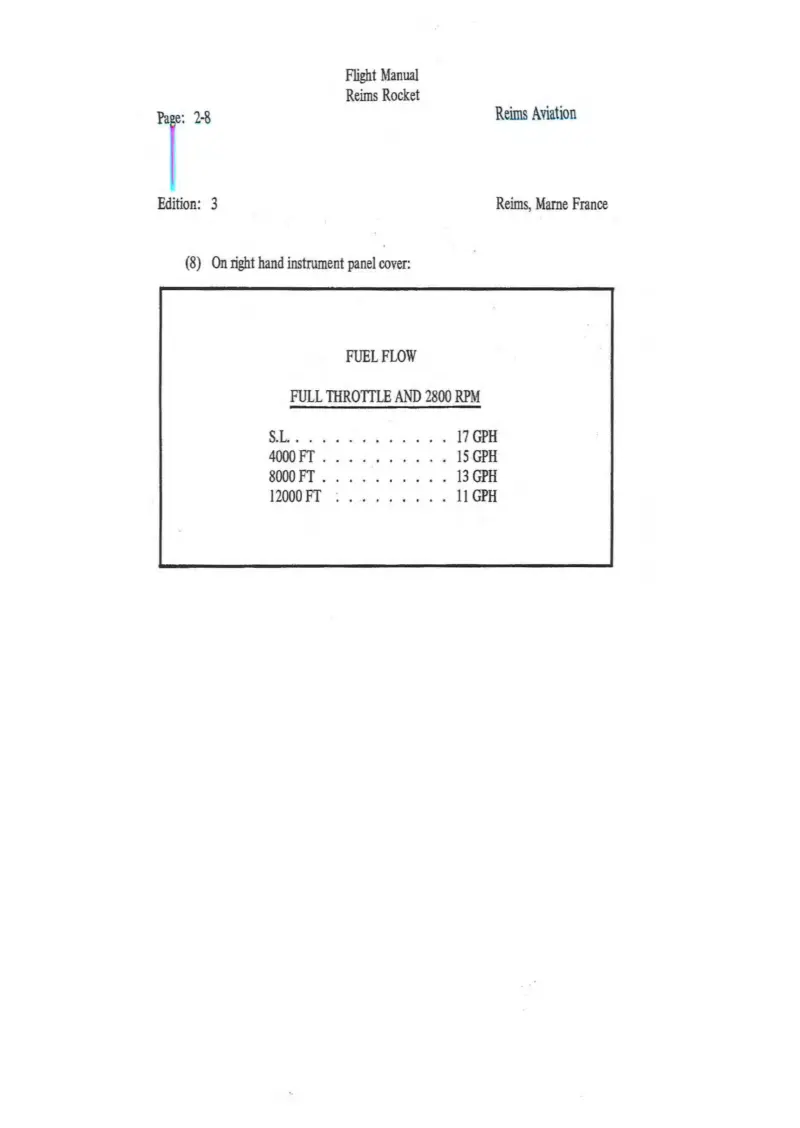 Flight Manual
Reims Rocket
Page: 2-8
Reims Aviation
Edition: 3
Reims, Marne France
(8) On right hand instrument panel cover:
FUEL FLOW
FULL THROTTLE AND 2800 RPM
S.L. . . . . . . . . . . . . 17 GPH
4000 FT . . . . . . . . . . 15 GPH
8000 FT . . . . . . . . . . 13 GPH
12000 FT . . . . . . . . . 11 GPH